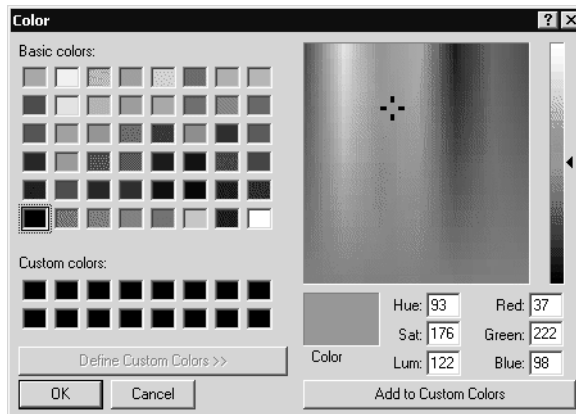 Color
Basic colors:
Custom colors:
Define Custom Colors >>
OK
Cancel
Color
Hue: 93
Sat: 176
Lum: 122
Red: 37
Green: 222
Blue: 98
Add to Custom Colors